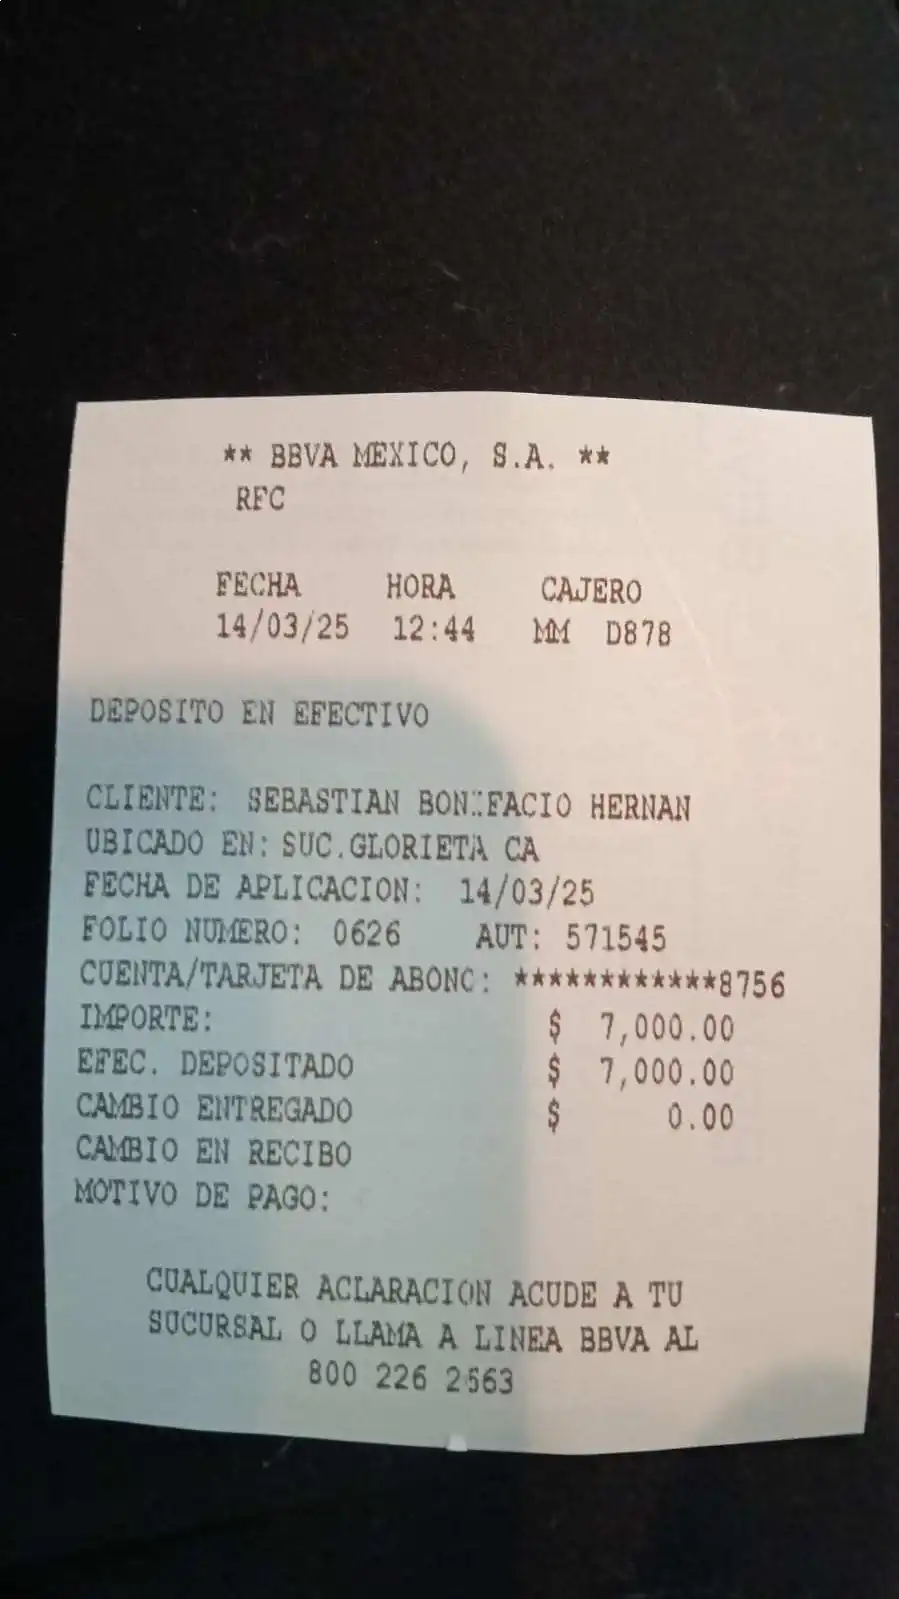 ** BBVA MEXICO, S.A. **
RFC
FECHA HORA CAJERO
14/03/25 12:44 MM D878
DEPOSITO EN EFECTIVO
CLIENTE: SEBASTIAN BONIFACIO HERNAN
UBICADO EN: SUC.GLORIETA CA
FECHA DE APLICACION: 14/03/25
FOLIO NUMERO: 0626 AUT: 571545
CUENTA/TARJETA DE ABONO: ************8756
IMPORTE: $ 7,000.00
EFEC. DEPOSITADO $ 7,000.00
CAMBIO ENTREGADO $ 0.00
CAMBIO EN RECIBO
MOTIVO DE PAGO:
CUALQUIER ACLARACION ACUDE A TU
SUCURSAL O LLAMA A LINEA BBVA AL
800 226 2663